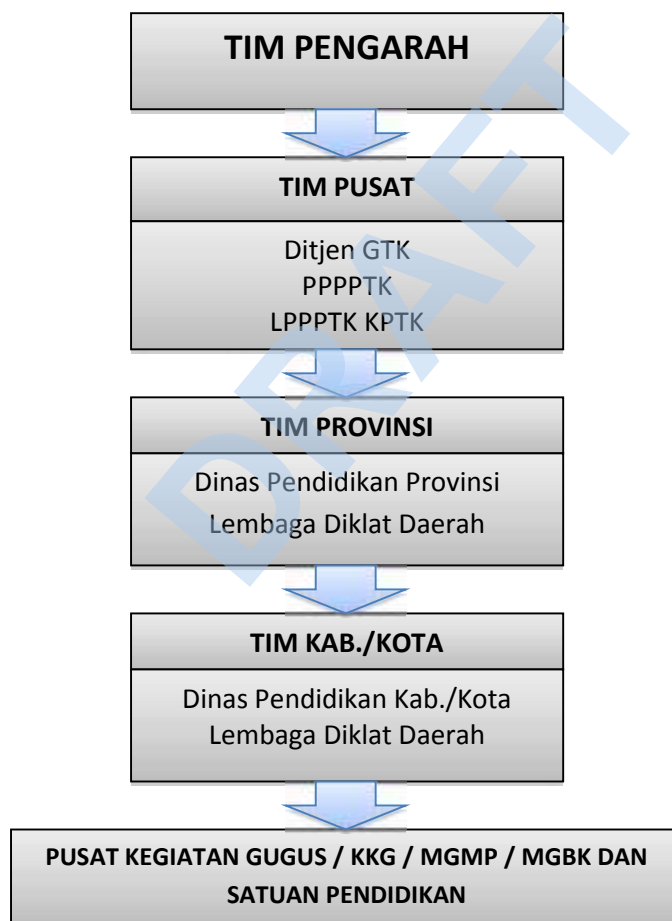 TIM PENGARAH
TIM PUSAT
Ditjen GTK
PPPPTK
LPPPTK KPTK
TIM PROVINSI
Dinas Pendidikan Provinsi
Lembaga Diklat Daerah
TIM KAB./KOTA
Dinas Pendidikan Kab./Kota
Lembaga Diklat Daerah
PUSAT KEGIATAN GUGUS / KKG / MGMP / MGBK DAN
SATUAN PENDIDIKAN
DRAFT